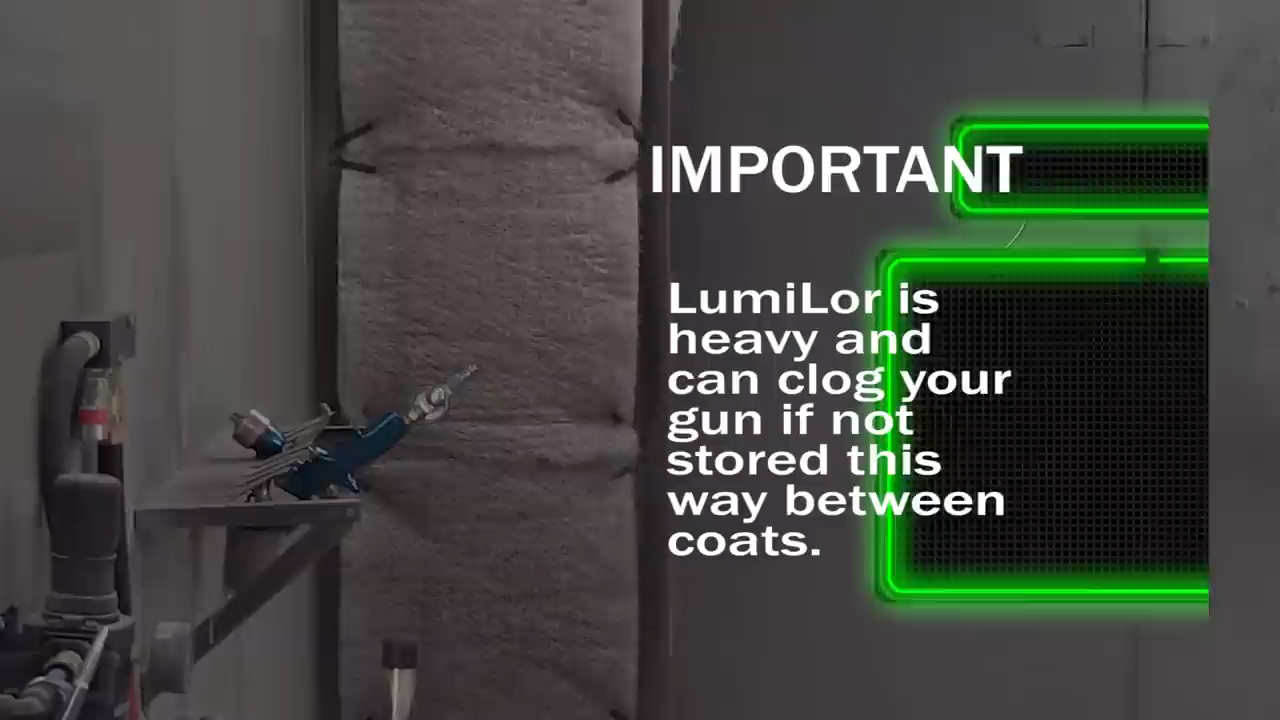 IMPORTANT
LumiLor is
heavy and
can clog your
gun if not
stored this
way between
coats.